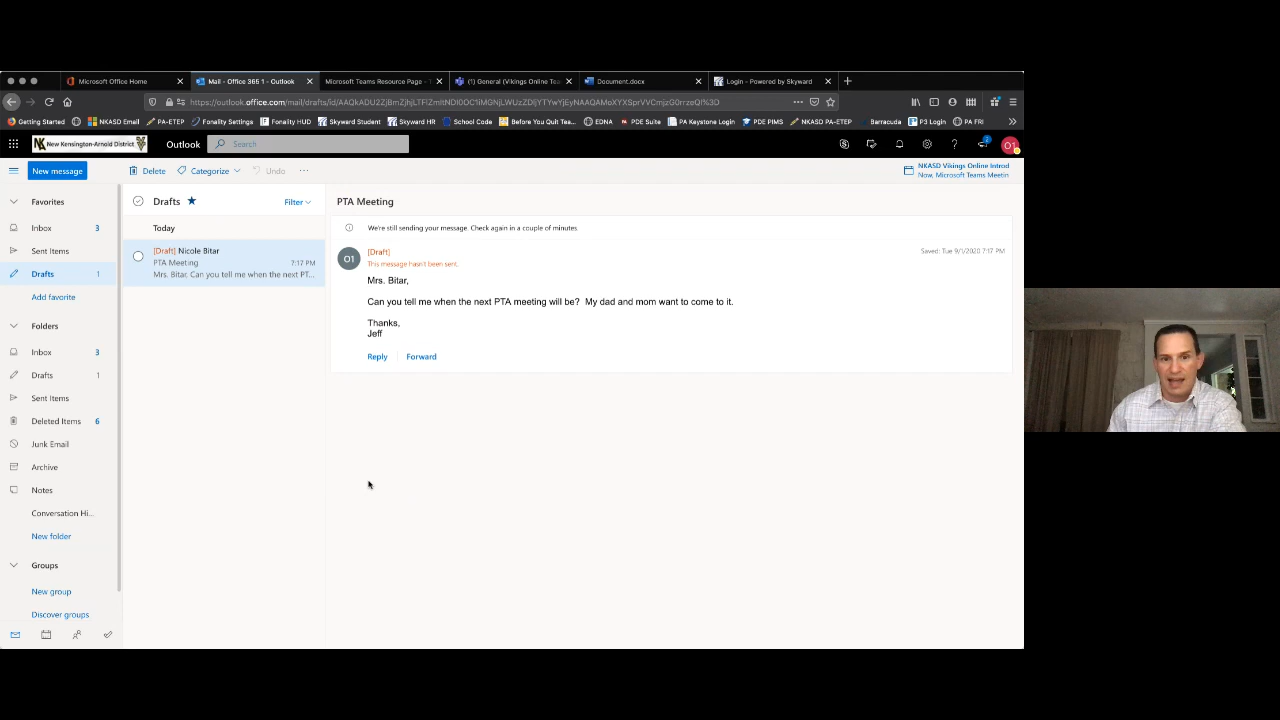 Microsoft Office Home
Mail - Office 365 1 - Outlook
Microsoft Teams Resource Page -
(1) General (Vikings Online Te
Document.docx
Login - Powered by Skyward
Getting Started
NKASD Email
PA-ETEP
Fonality Settings
Fonality HUD
Skyward Student
Skyward HR
School Code
Before You Quit Tea...
EDNA
PDE Suite
PA Keystone Login
PDE PIMS
NKASD PA-ETEP
Barracuda
P3 Login
PA FRI
NK New Kensington-Arnold District
Outlook
Search
O1
New message
Delete
Categorize
Undo
NKASD Vikings Online Introd
Now, Microsoft Teams Meetin
Favorites
Inbox 3
Sent Items
Drafts 1
Add favorite
Folders
Inbox 3
Drafts 1
Sent Items
Deleted Items 6
Junk Email
Archive
Notes
Conversation Hi...
New folder
Groups
New group
Discover groups
Drafts
Filter
Today
[Draft] Nicole Bitar
PTA Meeting 7:17 PM
Mrs. Bitar, Can you tell me when the next PT...
PTA Meeting
We're still sending your message. Check again in a couple of minutes.
O1
[Draft]
Saved: Tue 9/1/2020 7:17 PM
This message hasn't been sent.
Mrs. Bitar,
Can you tell me when the next PTA meeting will be? My dad and mom want to come to it.
Thanks,
Jeff
Reply
Forward